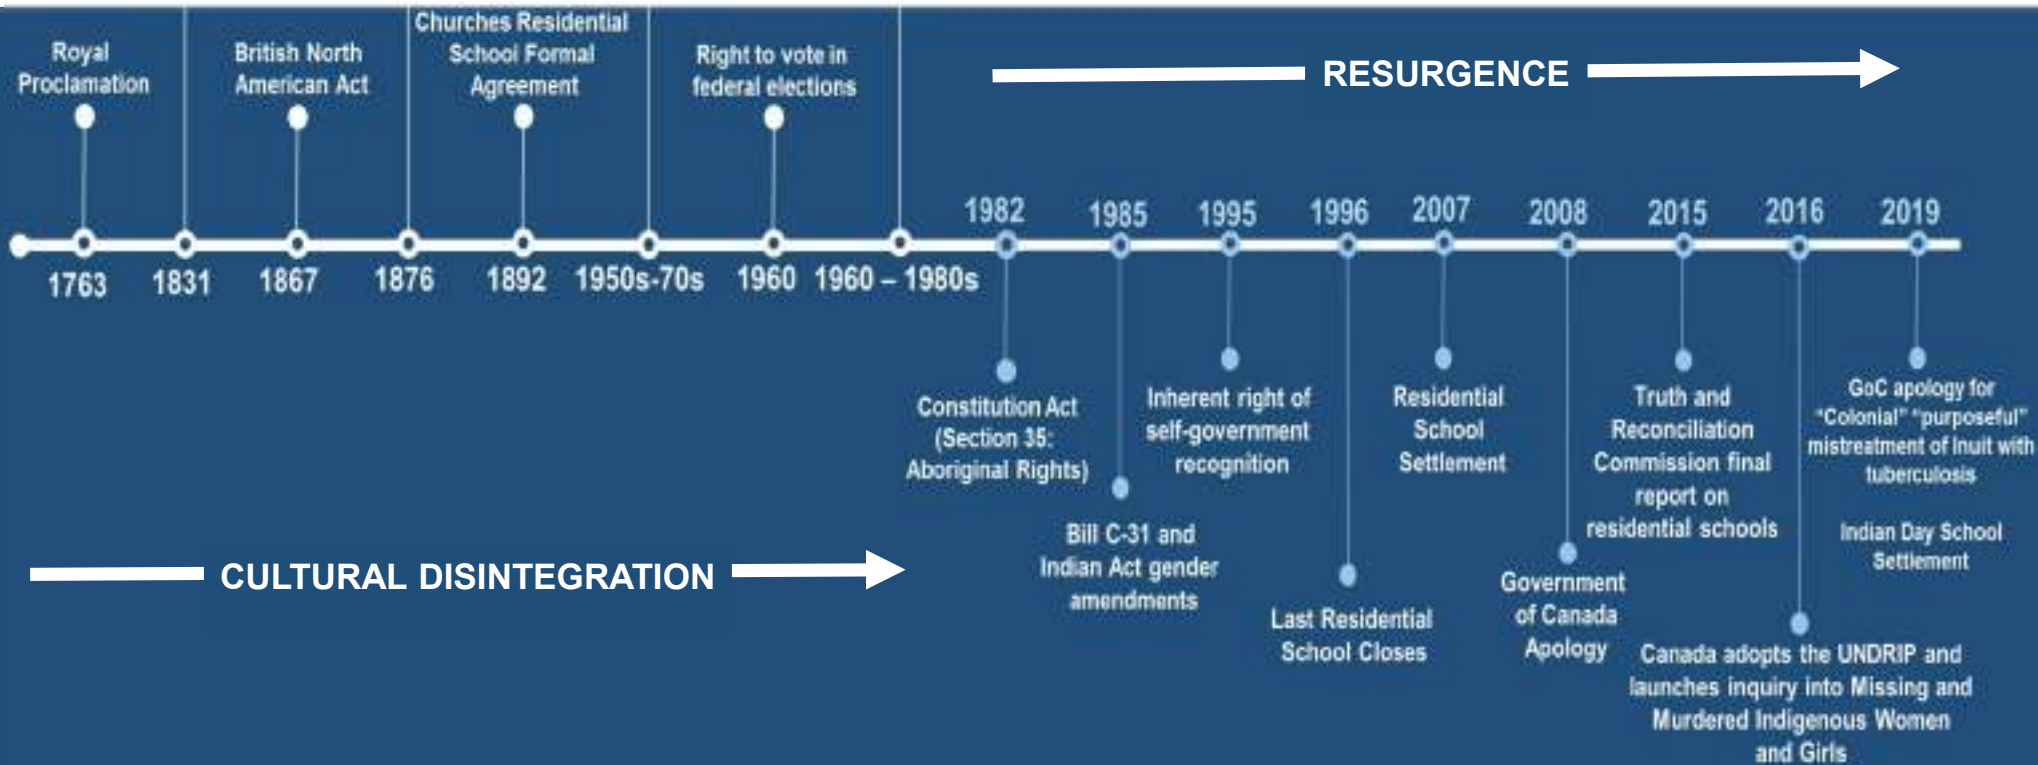 Royal
Proclamation
British North
American Act
Churches Residential
School Formal
Agreement
Right to vote in
federal elections
RESURGENCE
1763
1831
1867
1876
1892
1950s-70s
1960
1960 – 1980s
1982
1985
1995
1996
2007
2008
2015
2016
2019
Constitution Act
(Section 35:
Aboriginal Rights)
Bill C-31 and
Indian Act gender
amendments
Inherent right of
self-government
recognition
Last Residential
School Closes
Residential
School
Settlement
Government
of Canada
Apology
Truth and
Reconciliation
Commission final
report on
residential schools
Canada adopts the UNDRIP and
launches inquiry into Missing and
Murdered Indigenous Women
and Girls
GoC apology for
"Colonial" "purposeful"
mistreatment of Inuit with
tuberculosis
Indian Day School
Settlement
CULTURAL DISINTEGRATION